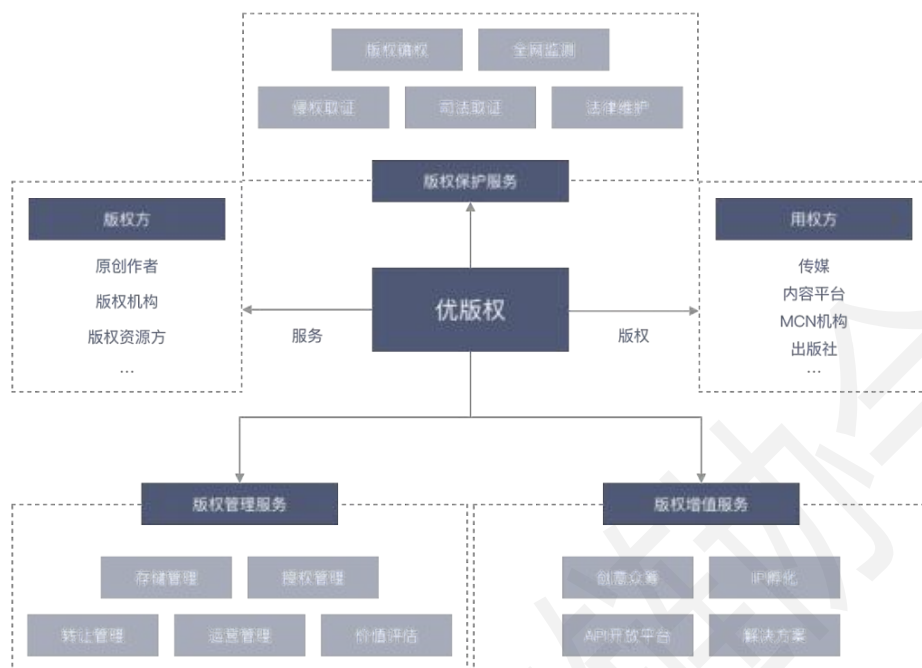 版权确权 全网监测
侵权取证 司法取证 法律维护
版权保护服务
版权方
原创作者
版权机构
版权资源方
...
服务
优版权
版权
用权方
传媒
内容平台
MCN机构
出版社
...
版权管理服务
存储管理 授权管理
转让管理 运营管理 价值评估
版权增值服务
创意众筹 IP孵化
API开放平台 解决方案